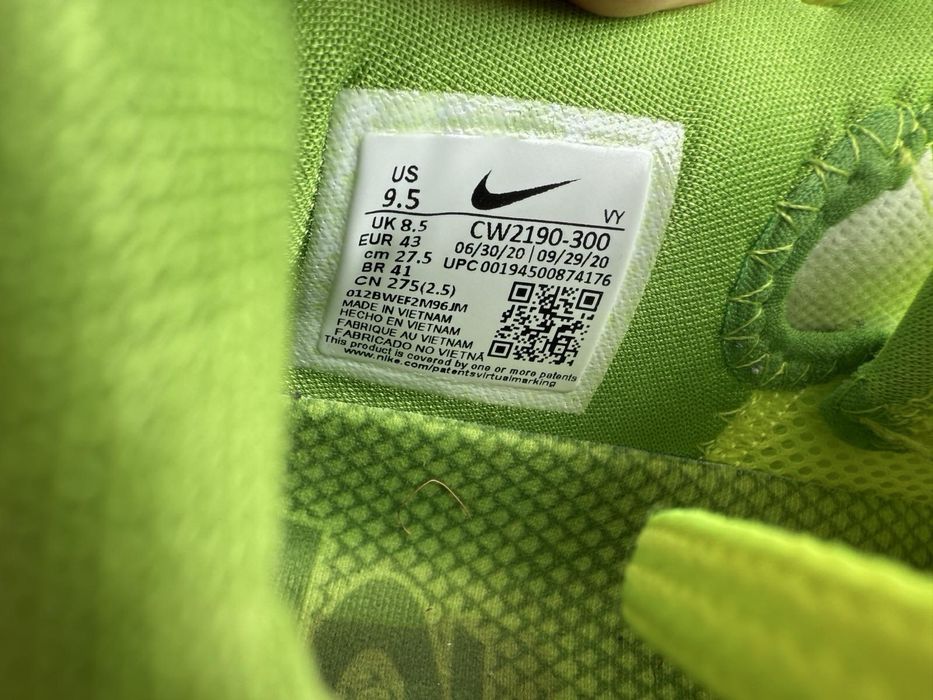 US
9.5
VY
UK 8.5
EUR 43
cm 27.5
BR 41
CN 275(2.5)
CW2190-300
06/30/20 | 09/29/20
UPC 00194500874176
012BWEF2M96JM
MADE IN VIETNAM
HECHO EN VIETNAM
FABRIQUE AU VIETNAM
FABRICADO NO VIETNÃ
This product is covered by one or more patents
www.nike.com/patentsvirtualmarking